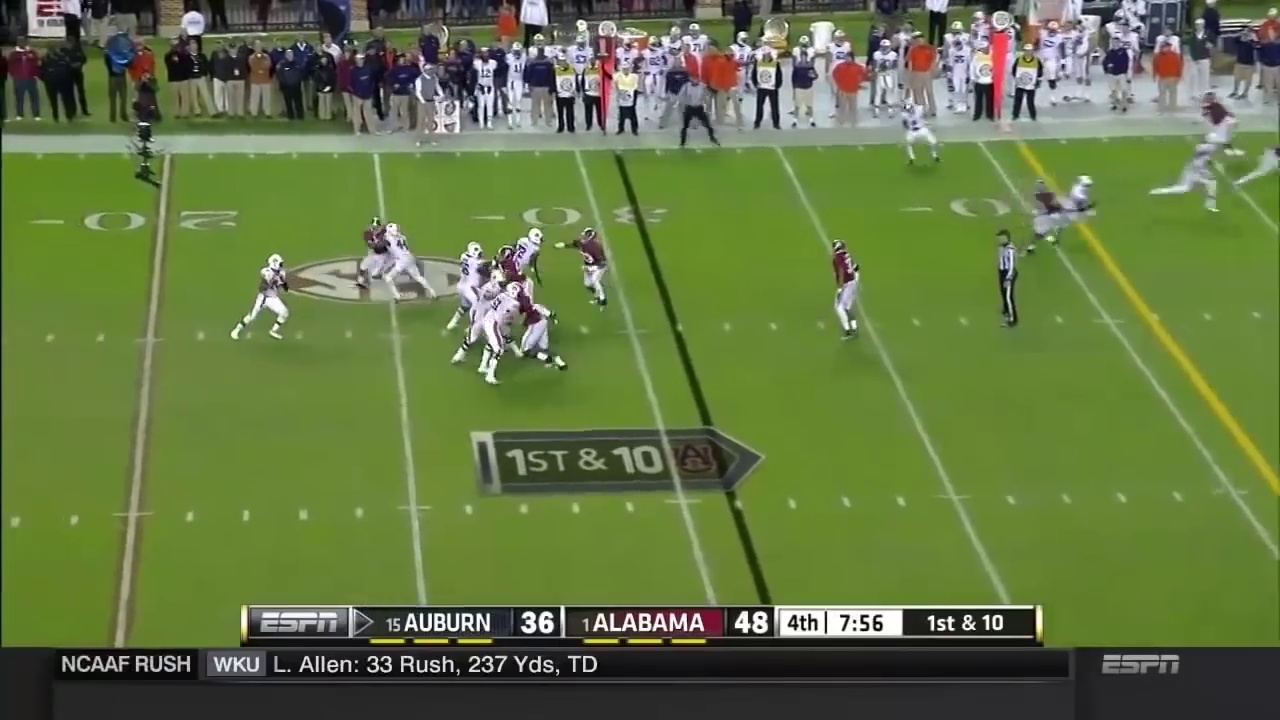 20
30
1ST & 10 AU
ESPN 15 AUBURN 36 1 ALABAMA 48 4th 7:56 1st & 10
NCAAF RUSH WKU L. Allen: 33 Rush, 237 Yds, TD ESPN